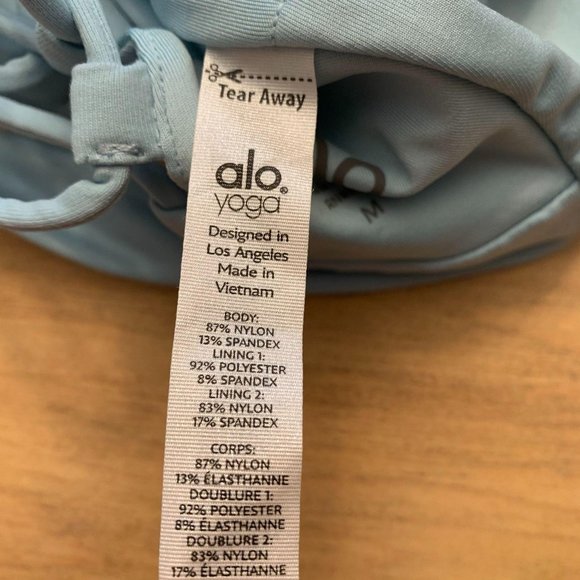 Tear Away
alo®
yoga
Designed in
Los Angeles
Made in
Vietnam
BODY:
87% NYLON
13% SPANDEX
LINING 1:
92% POLYESTER
8% SPANDEX
LINING 2:
83% NYLON
17% SPANDEX
CORPS:
87% NYLON
13% ÉLASTHANNE
DOUBLURE 1:
92% POLYESTER
8% ÉLASTHANNE
DOUBLURE 2:
83% NYLON
17% ÉLASTHANNE
M